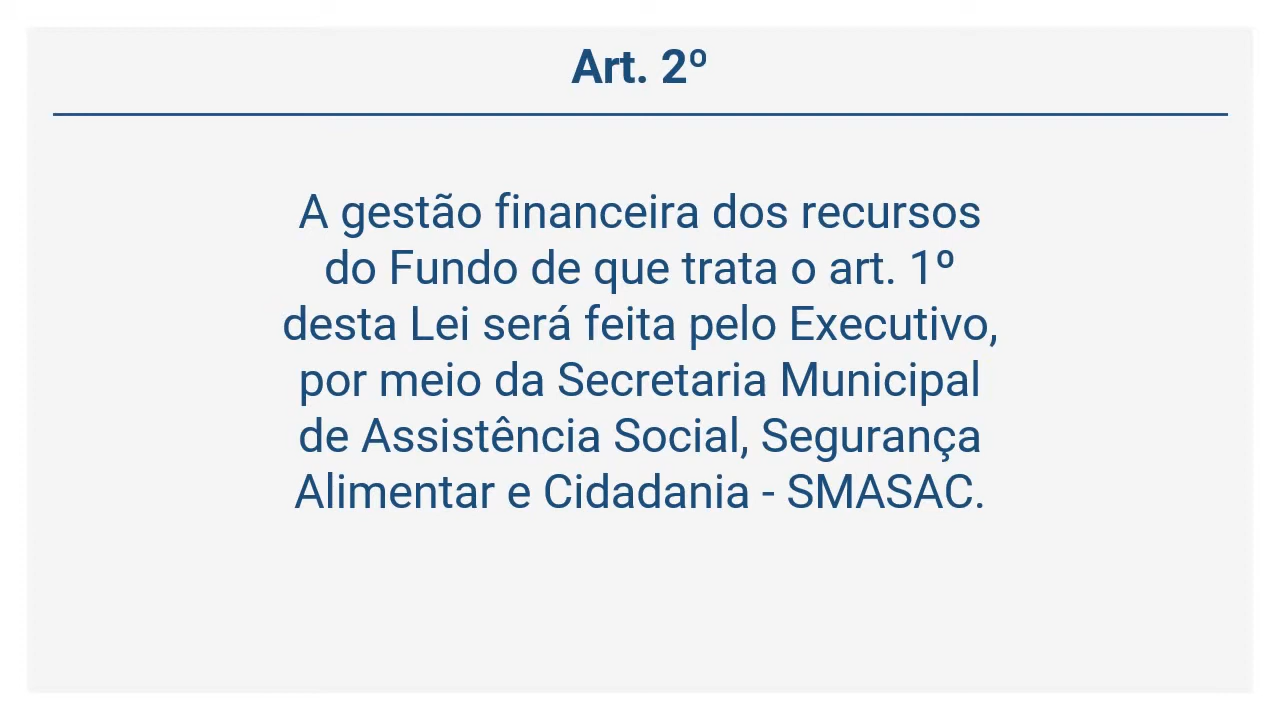 Art. 2º
A gestão financeira dos recursos
do Fundo de que trata o art. 1º
desta Lei será feita pelo Executivo,
por meio da Secretaria Municipal
de Assistência Social, Segurança
Alimentar e Cidadania - SMASAC.